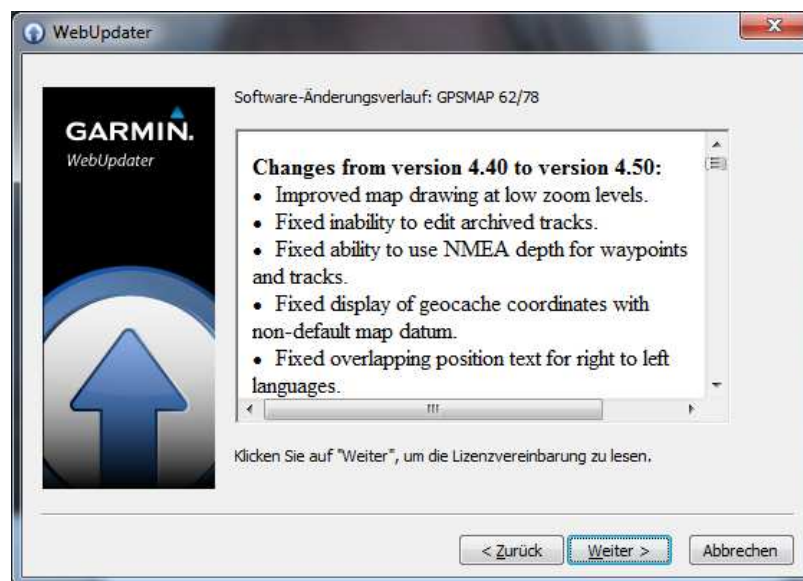 WebUpdater
GARMIN.
WebUpdater
Software-Änderungsverlauf: GPSMAP 62/78
Changes from version 4.40 to version 4.50:
• Improved map drawing at low zoom levels.
• Fixed inability to edit archived tracks.
• Fixed ability to use NMEA depth for waypoints
and tracks.
• Fixed display of geocache coordinates with
non-default map datum.
• Fixed overlapping position text for right to left
languages.
Klicken Sie auf "Weiter", um die Lizenzvereinbarung zu lesen.
< Zurück
Weiter >
Abbrechen